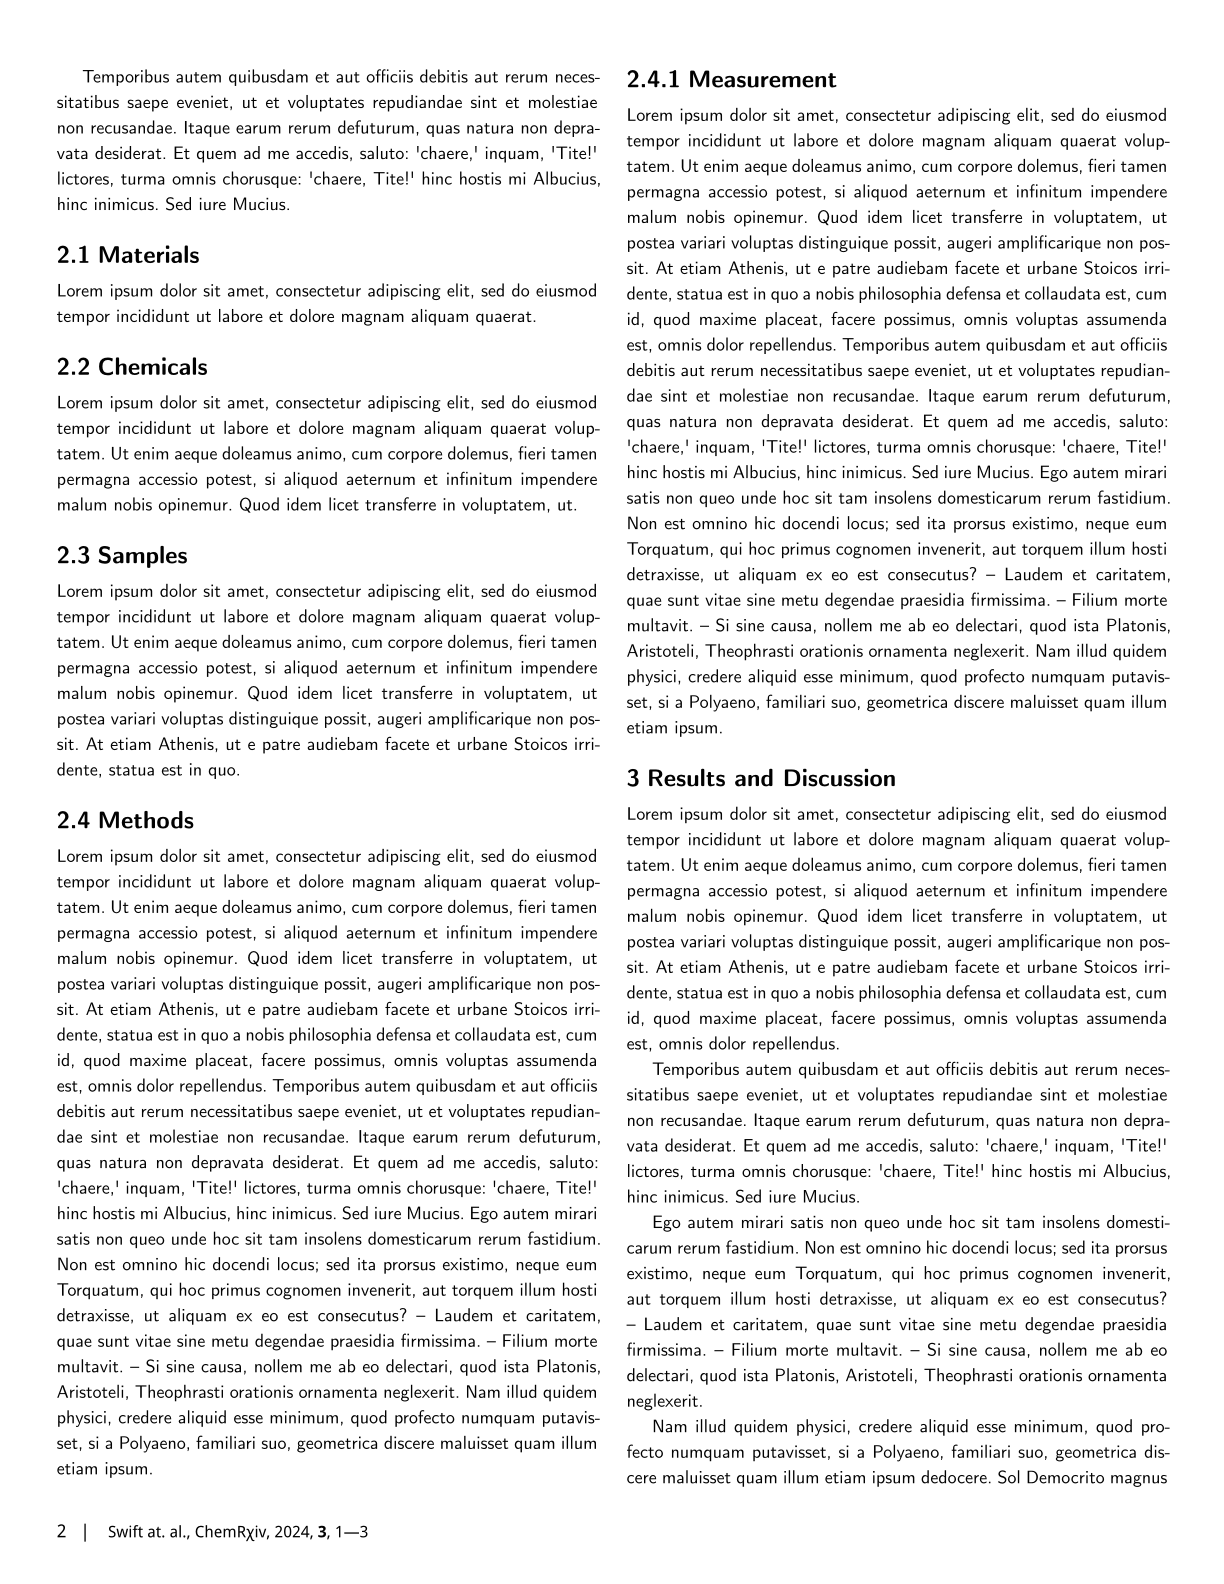 Temporibus autem quibusdam et aut officiis debitis aut rerum neces-
sitatibus saepe eveniet, ut et voluptates repudiandae sint et molestiae
non recusandae. Itaque earum rerum defuturum, quas natura non depra-
vata desiderat. Et quem ad me accedis, saluto: 'chaere,' inquam, 'Tite!'
lictores, turma omnis chorusque: 'chaere, Tite!' hinc hostis mi Albucius,
hinc inimicus. Sed iure Mucius.
2.1 Materials
Lorem ipsum dolor sit amet, consectetur adipiscing elit, sed do eiusmod
tempor incididunt ut labore et dolore magnam aliquam quaerat.
2.2 Chemicals
Lorem ipsum dolor sit amet, consectetur adipiscing elit, sed do eiusmod
tempor incididunt ut labore et dolore magnam aliquam quaerat volup-
tatem. Ut enim aeque doleamus animo, cum corpore dolemus, fieri tamen
permagna accessio potest, si aliquod aeternum et infinitum impendere
malum nobis opinemur. Quod idem licet transferre in voluptatem, ut.
2.3 Samples
Lorem ipsum dolor sit amet, consectetur adipiscing elit, sed do eiusmod
tempor incididunt ut labore et dolore magnam aliquam quaerat volup-
tatem. Ut enim aeque doleamus animo, cum corpore dolemus, fieri tamen
permagna accessio potest, si aliquod aeternum et infinitum impendere
malum nobis opinemur. Quod idem licet transferre in voluptatem, ut
postea variari voluptas distinguique possit, augeri amplificarique non pos-
sit. At etiam Athenis, ut e patre audiebam facete et urbane Stoicos irri-
dente, statua est in quo.
2.4 Methods
Lorem ipsum dolor sit amet, consectetur adipiscing elit, sed do eiusmod
tempor incididunt ut labore et dolore magnam aliquam quaerat volup-
tatem. Ut enim aeque doleamus animo, cum corpore dolemus, fieri tamen
permagna accessio potest, si aliquod aeternum et infinitum impendere
malum nobis opinemur. Quod idem licet transferre in voluptatem, ut
postea variari voluptas distinguique possit, augeri amplificarique non pos-
sit. At etiam Athenis, ut e patre audiebam facete et urbane Stoicos irri-
dente, statua est in quo a nobis philosophia defensa et collaudata est, cum
id, quod maxime placeat, facere possimus, omnis voluptas assumenda
est, omnis dolor repellendus. Temporibus autem quibusdam et aut officiis
debitis aut rerum necessitatibus saepe eveniet, ut et voluptates repudian-
dae sint et molestiae non recusandae. Itaque earum rerum defuturum,
quas natura non depravata desiderat. Et quem ad me accedis, saluto:
'chaere,' inquam, 'Tite!' lictores, turma omnis chorusque: 'chaere, Tite!'
hinc hostis mi Albucius, hinc inimicus. Sed iure Mucius. Ego autem mirari
satis non queo unde hoc sit tam insolens domesticarum rerum fastidium.
Non est omnino hic docendi locus; sed ita prorsus existimo, neque eum
Torquatum, qui hoc primus cognomen invenerit, aut torquem illum hosti
detraxisse, ut aliquam ex eo est consecutus? – Laudem et caritatem,
quae sunt vitae sine metu degendae praesidia firmissima. – Filium morte
multavit. – Si sine causa, nollem me ab eo delectari, quod ista Platonis,
Aristoteli, Theophrasti orationis ornamenta neglexerit. Nam illud quidem
physici, credere aliquid esse minimum, quod profecto numquam putavis-
set, si a Polyaeno, familiari suo, geometrica discere maluisset quam illum
etiam ipsum.
2.4.1 Measurement
Lorem ipsum dolor sit amet, consectetur adipiscing elit, sed do eiusmod
tempor incididunt ut labore et dolore magnam aliquam quaerat volup-
tatem. Ut enim aeque doleamus animo, cum corpore dolemus, fieri tamen
permagna accessio potest, si aliquod aeternum et infinitum impendere
malum nobis opinemur. Quod idem licet transferre in voluptatem, ut
postea variari voluptas distinguique possit, augeri amplificarique non pos-
sit. At etiam Athenis, ut e patre audiebam facete et urbane Stoicos irri-
dente, statua est in quo a nobis philosophia defensa et collaudata est, cum
id, quod maxime placeat, facere possimus, omnis voluptas assumenda
est, omnis dolor repellendus. Temporibus autem quibusdam et aut officiis
debitis aut rerum necessitatibus saepe eveniet, ut et voluptates repudian-
dae sint et molestiae non recusandae. Itaque earum rerum defuturum,
quas natura non depravata desiderat. Et quem ad me accedis, saluto:
'chaere,' inquam, 'Tite!' lictores, turma omnis chorusque: 'chaere, Tite!'
hinc hostis mi Albucius, hinc inimicus. Sed iure Mucius. Ego autem mirari
satis non queo unde hoc sit tam insolens domesticarum rerum fastidium.
Non est omnino hic docendi locus; sed ita prorsus existimo, neque eum
Torquatum, qui hoc primus cognomen invenerit, aut torquem illum hosti
detraxisse, ut aliquam ex eo est consecutus? – Laudem et caritatem,
quae sunt vitae sine metu degendae praesidia firmissima. – Filium morte
multavit. – Si sine causa, nollem me ab eo delectari, quod ista Platonis,
Aristoteli, Theophrasti orationis ornamenta neglexerit. Nam illud quidem
physici, credere aliquid esse minimum, quod profecto numquam putavis-
set, si a Polyaeno, familiari suo, geometrica discere maluisset quam illum
etiam ipsum.
3 Results and Discussion
Lorem ipsum dolor sit amet, consectetur adipiscing elit, sed do eiusmod
tempor incididunt ut labore et dolore magnam aliquam quaerat volup-
tatem. Ut enim aeque doleamus animo, cum corpore dolemus, fieri tamen
permagna accessio potest, si aliquod aeternum et infinitum impendere
malum nobis opinemur. Quod idem licet transferre in voluptatem, ut
postea variari voluptas distinguique possit, augeri amplificarique non pos-
sit. At etiam Athenis, ut e patre audiebam facete et urbane Stoicos irri-
dente, statua est in quo a nobis philosophia defensa et collaudata est, cum
id, quod maxime placeat, facere possimus, omnis voluptas assumenda
est, omnis dolor repellendus.
Temporibus autem quibusdam et aut officiis debitis aut rerum neces-
sitatibus saepe eveniet, ut et voluptates repudiandae sint et molestiae
non recusandae. Itaque earum rerum defuturum, quas natura non depra-
vata desiderat. Et quem ad me accedis, saluto: 'chaere,' inquam, 'Tite!'
lictores, turma omnis chorusque: 'chaere, Tite!' hinc hostis mi Albucius,
hinc inimicus. Sed iure Mucius.
Ego autem mirari satis non queo unde hoc sit tam insolens domesti-
carum rerum fastidium. Non est omnino hic docendi locus; sed ita prorsus
existimo, neque eum Torquatum, qui hoc primus cognomen invenerit,
aut torquem illum hosti detraxisse, ut aliquam ex eo est consecutus?
– Laudem et caritatem, quae sunt vitae sine metu degendae praesidia
firmissima. – Filium morte multavit. – Si sine causa, nollem me ab eo
delectari, quod ista Platonis, Aristoteli, Theophrasti orationis ornamenta
neglexerit.
Nam illud quidem physici, credere aliquid esse minimum, quod pro-
fecto numquam putavisset, si a Polyaeno, familiari suo, geometrica dis-
cere maluisset quam illum etiam ipsum dedocere. Sol Democrito magnus
2 | Swift at. al., ChemRχiv, 2024, 3, 1—3